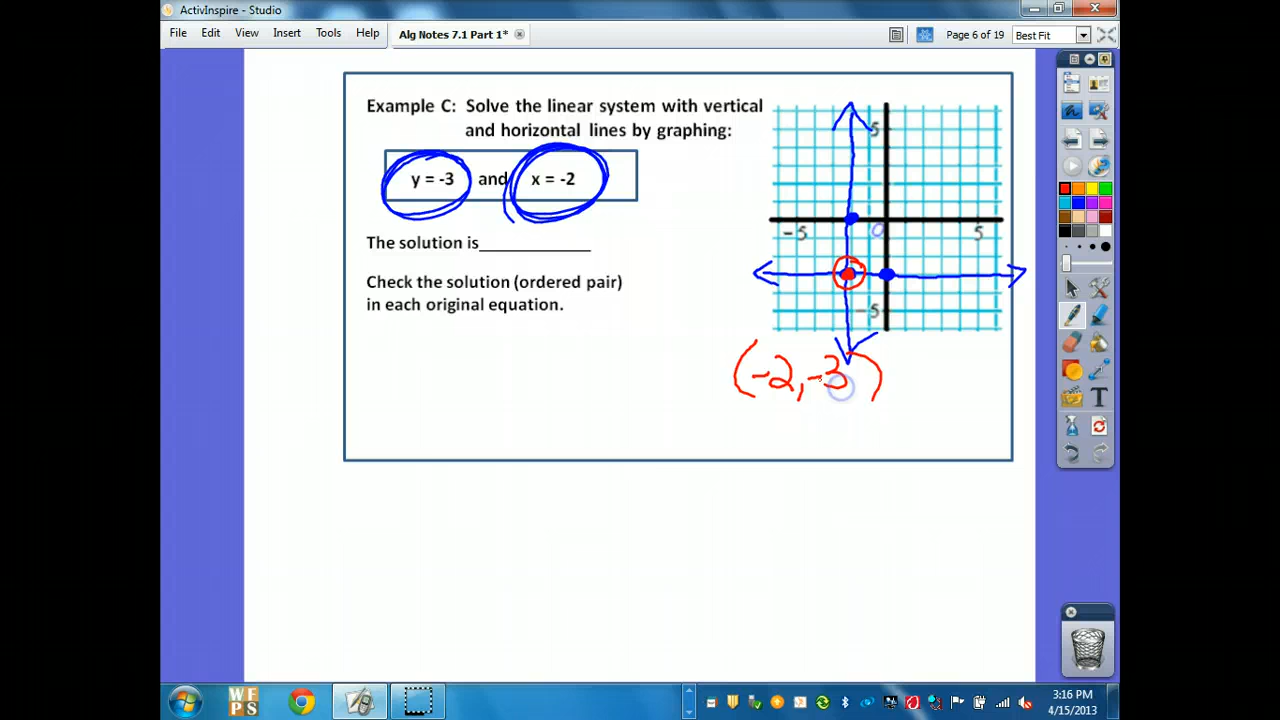 ActivInspire - Studio
File Edit View Insert Tools Help Alg Notes 7.1 Part 1* Page 6 of 19 Best Fit
Example C: Solve the linear system with vertical
and horizontal lines by graphing:
y = -3 and x = -2
The solution is____________
Check the solution (ordered pair)
in each original equation.
5
-5 0 5
-5
(-2, -3)
T
WF
PS
3:16 PM
4/15/2013